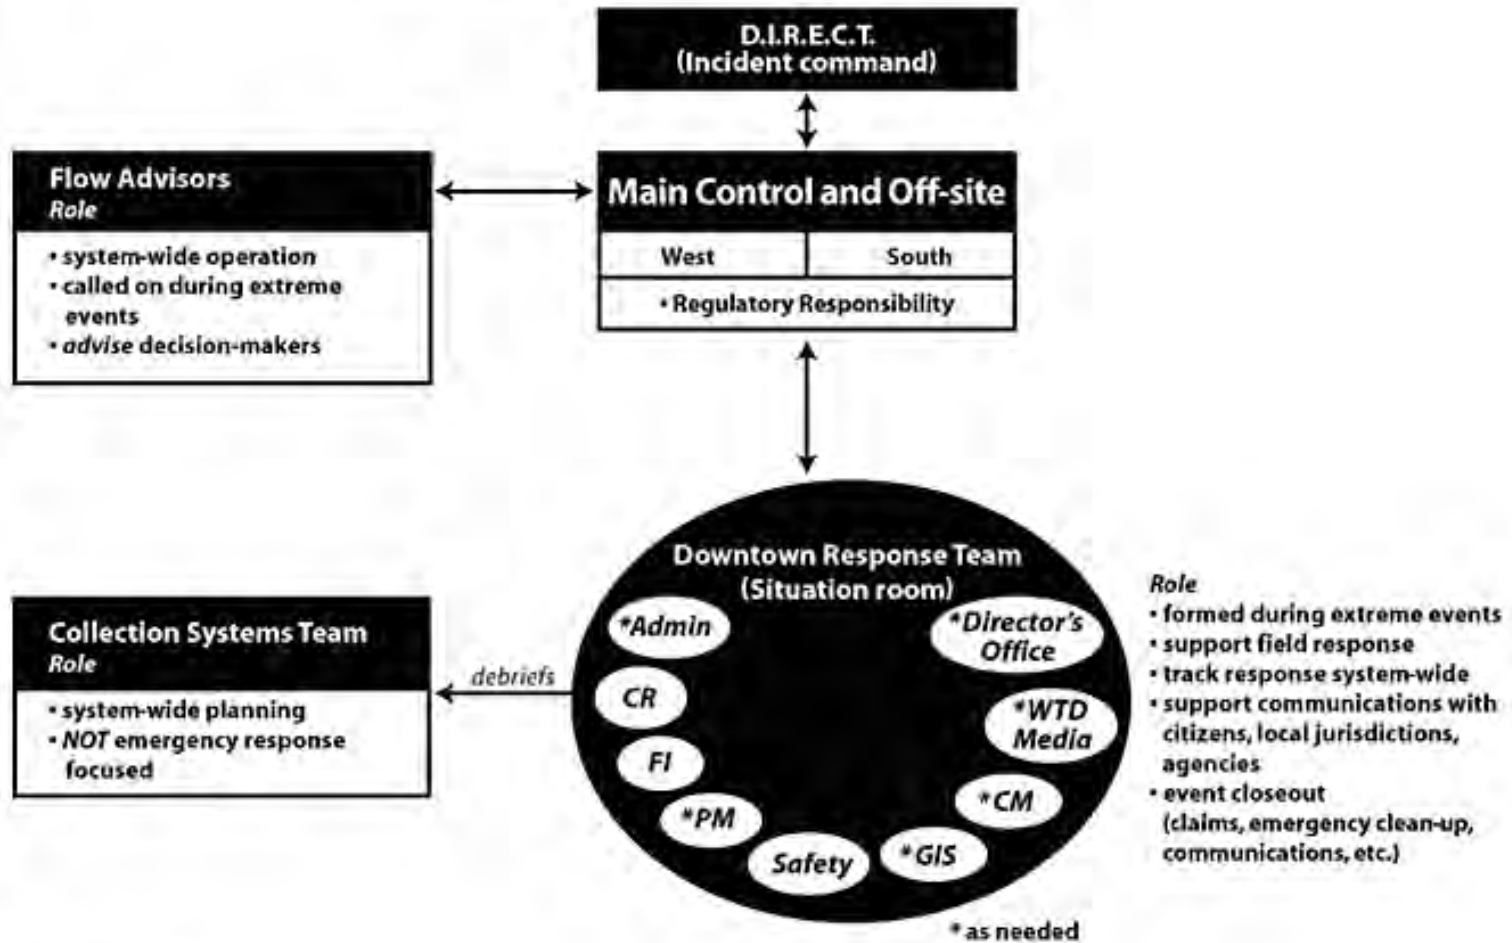 D.I.R.E.C.T.
(Incident command)
Flow Advisors
Role
• system-wide operation
• called on during extreme
events
• advise decision-makers
Main Control and Off-site
West
South
• Regulatory Responsibility
Downtown Response Team
(Situation room)
*Admin
CR
FI
*PM
Safety
*GIS
*CM
*WTD
Media
*Director's
Office
debriefs
Collection Systems Team
Role
• system-wide planning
• NOT emergency response
focused
Role
• formed during extreme events
• support field response
• track response system-wide
• support communications with
citizens, local jurisdictions,
agencies
• event closeout
(claims, emergency clean-up,
communications, etc.)
* as needed